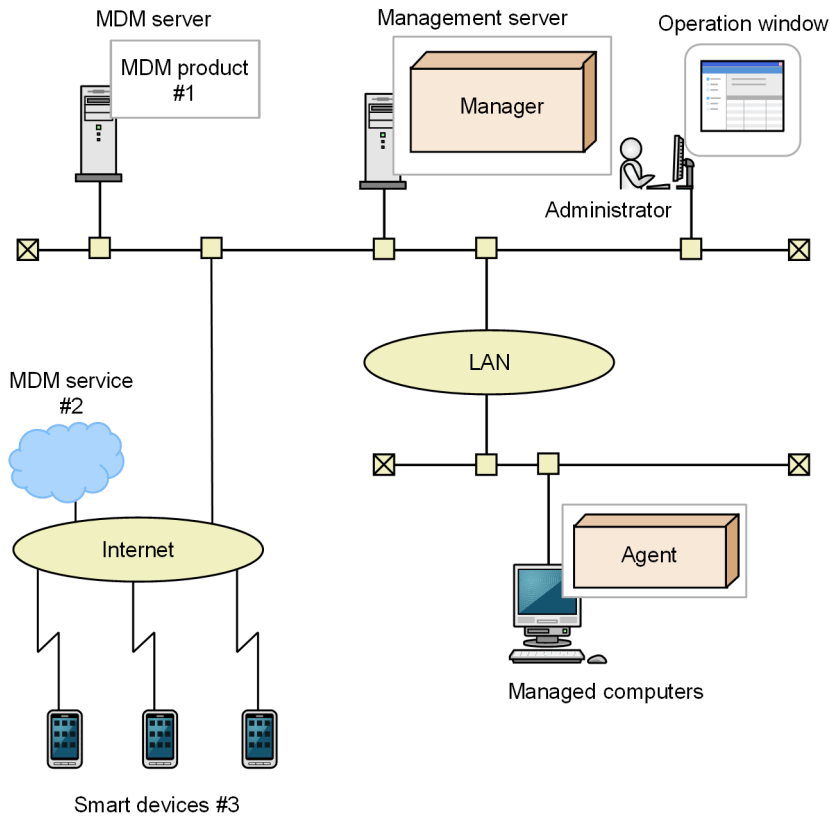 MDM server
Management server
Operation window
MDM product
#1
Manager
Administrator
LAN
MDM service
#2
Internet
Agent
Managed computers
Smart devices #3